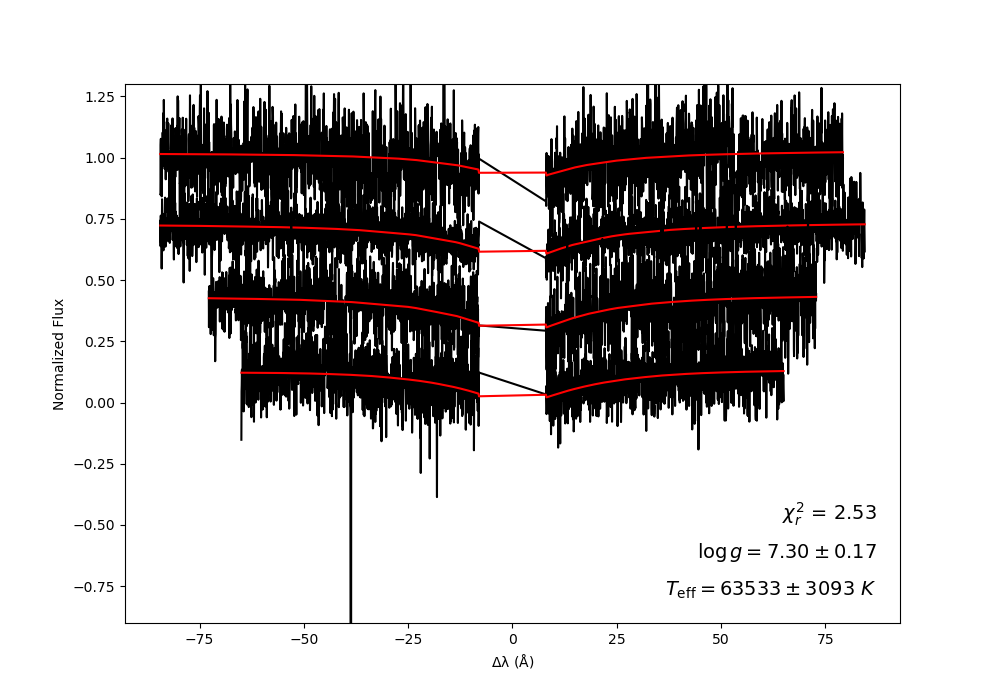 1.25
1.00
0.75
0.50
0.25
0.00
−0.25
−0.50
−0.75
Normalized Flux
χ²ᵣ = 2.53
log g = 7.30 ± 0.17
T_eff = 63533 ± 3093 K
−75 −50 −25 0 25 50 75
Δλ (Å)